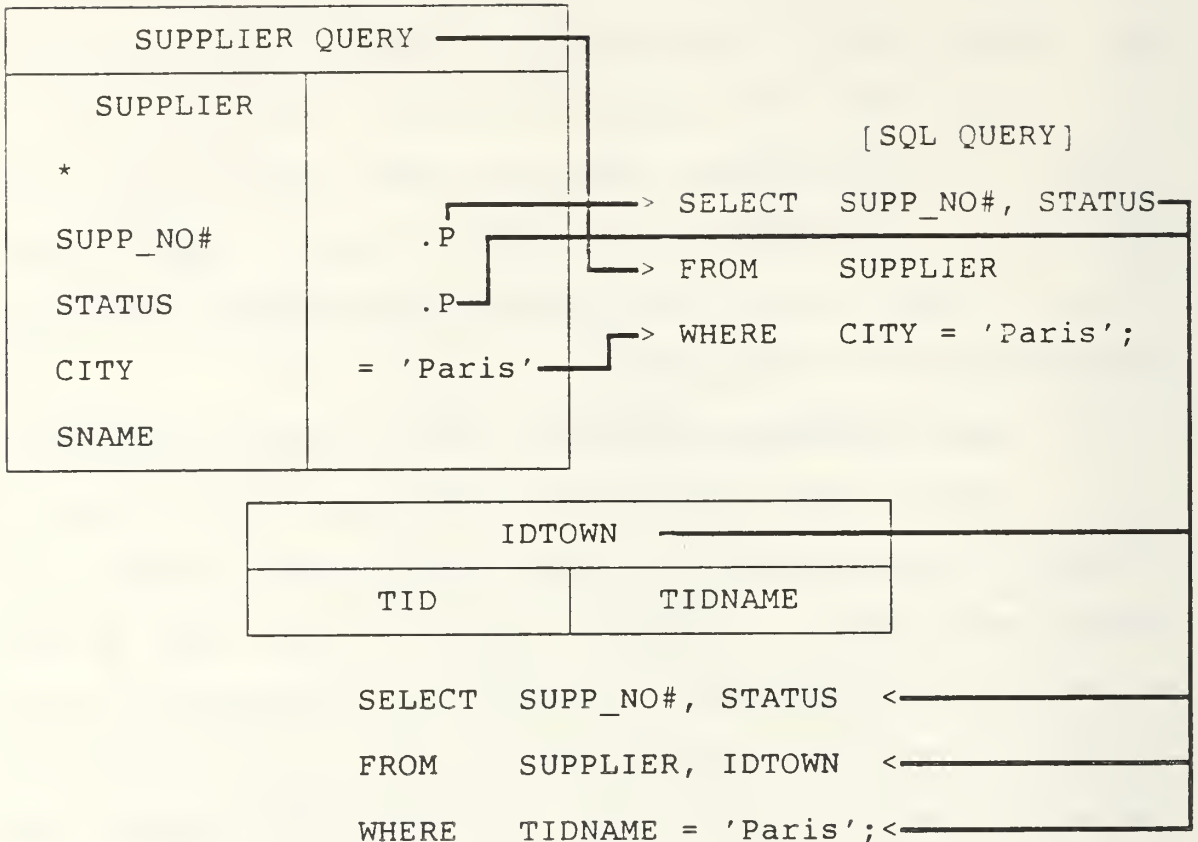 SUPPLIER QUERY
SUPPLIER
*
SUPP_NO# .P
STATUS .P
CITY = 'Paris'
SNAME
[SQL QUERY]
> SELECT SUPP_NO#, STATUS
> FROM SUPPLIER
> WHERE CITY = 'Paris';
IDTOWN
TID TIDNAME
SELECT SUPP_NO#, STATUS <
FROM SUPPLIER, IDTOWN <
WHERE TIDNAME = 'Paris';<